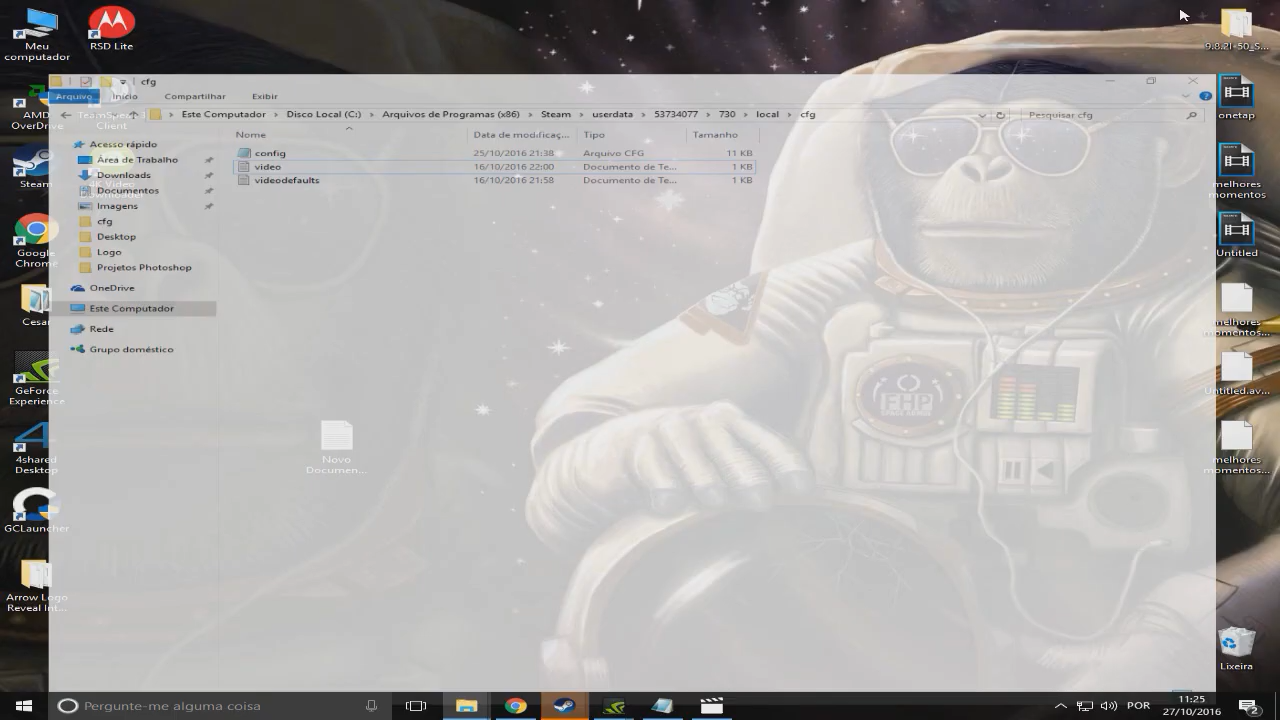 Meu
computador
RSD Lite
AMD
OverDrive
TeamSpeak 3
Client
Steam
4K Video
Downloader
Google
Chrome
Cesar
GeForce
Experience
4shared
Desktop
GCLauncher
Arrow Logo
Reveal Int...
cfg
Arquivo Início Compartilhar Exibir
Este Computador Disco Local (C:) Arquivos de Programas (x86) Steam userdata 53734077 730 local cfg
Pesquisar cfg
Nome Data de modificaç... Tipo Tamanho
config 25/10/2016 21:38 Arquivo CFG 11 KB
video 16/10/2016 22:00 Documento de Te... 1 KB
videodefaults 16/10/2016 21:58 Documento de Te... 1 KB
Acesso rápido
Área de Trabalho
Downloads
Documentos
Imagens
cfg
Desktop
Logo
Projetos Photoshop
OneDrive
Este Computador
Rede
Grupo doméstico
Novo
Documen...
FHP
9.8.2I-50_S...
onetap
melhores
momentos
Untitled
melhores
momentos...
Untitled.av...
melhores
momentos...
Lixeira
Pergunte-me alguma coisa
POR
11:25
27/10/2016
2